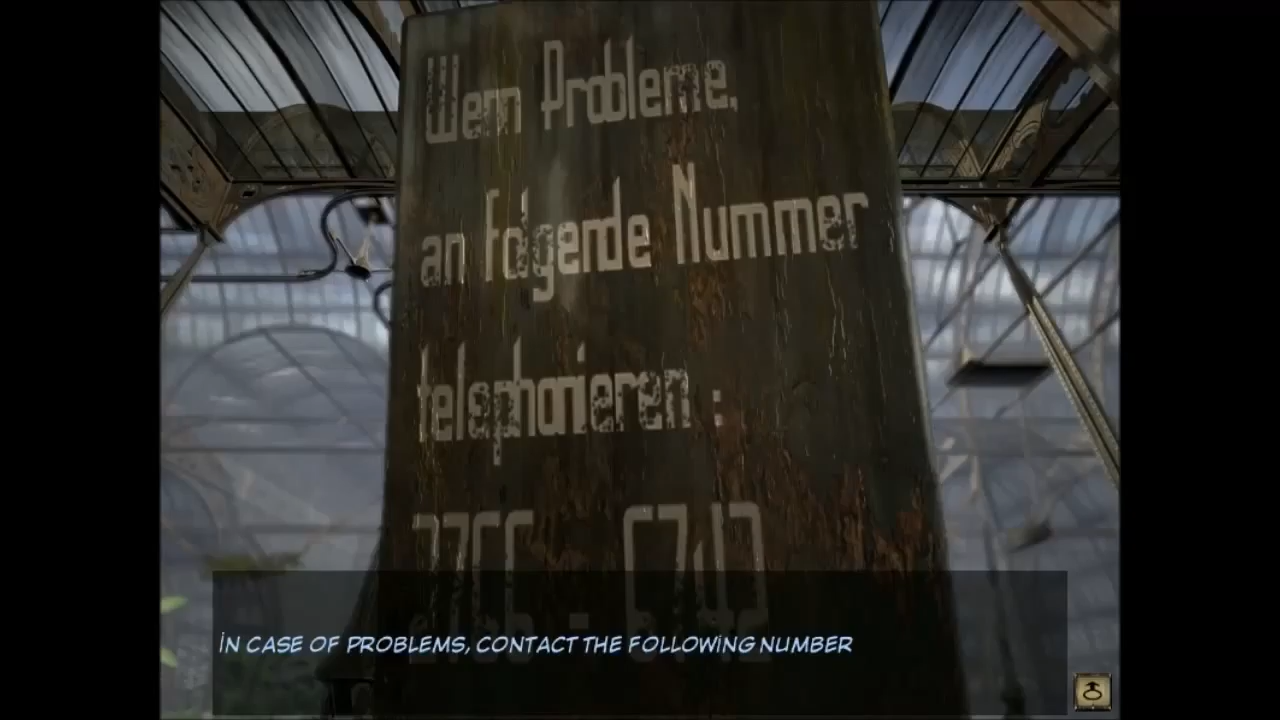 Wenn Probleme,
an folgende Nummer
telephonieren :
IN CASE OF PROBLEMS, CONTACT THE FOLLOWING NUMBER